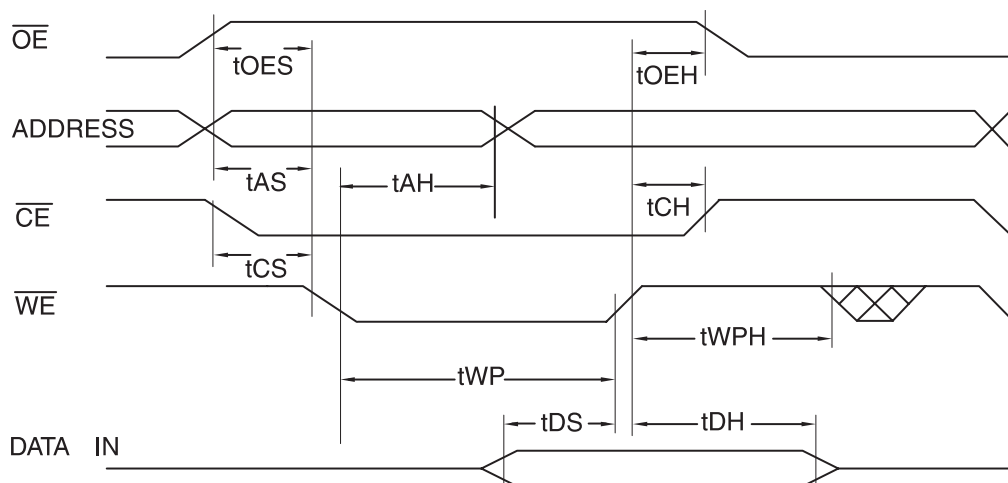 OE
tOES
tOEH
ADDRESS
tAS
tAH
tCH
CE
tCS
WE
tWPH
tWP
tDS
tDH
DATA IN